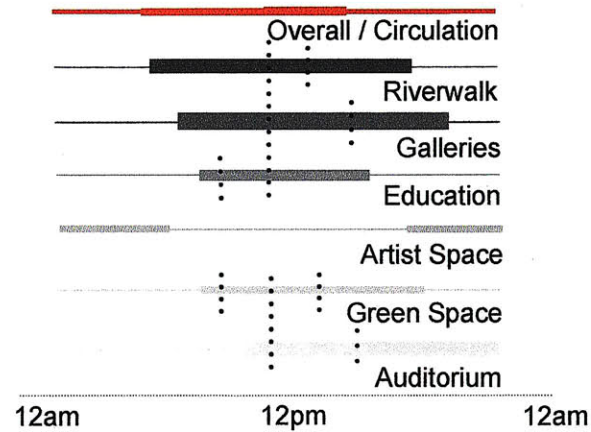 Overall / Circulation
Riverwalk
Galleries
Education
Artist Space
Green Space
Auditorium
12am 12pm 12am